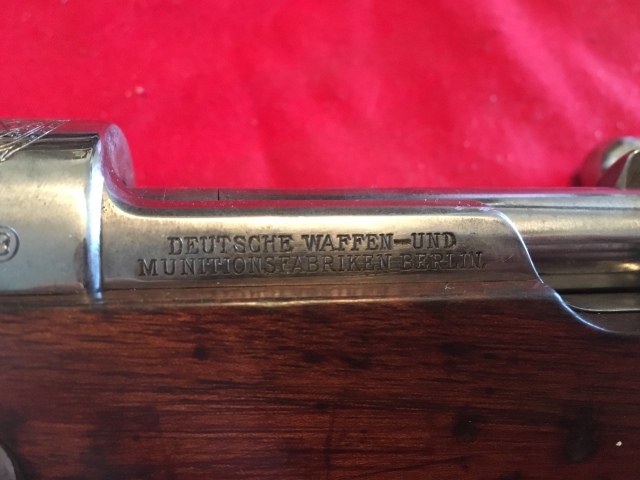 DEUTSCHE WAFFEN-UND
MUNITIONSFABRIKEN BERLIN